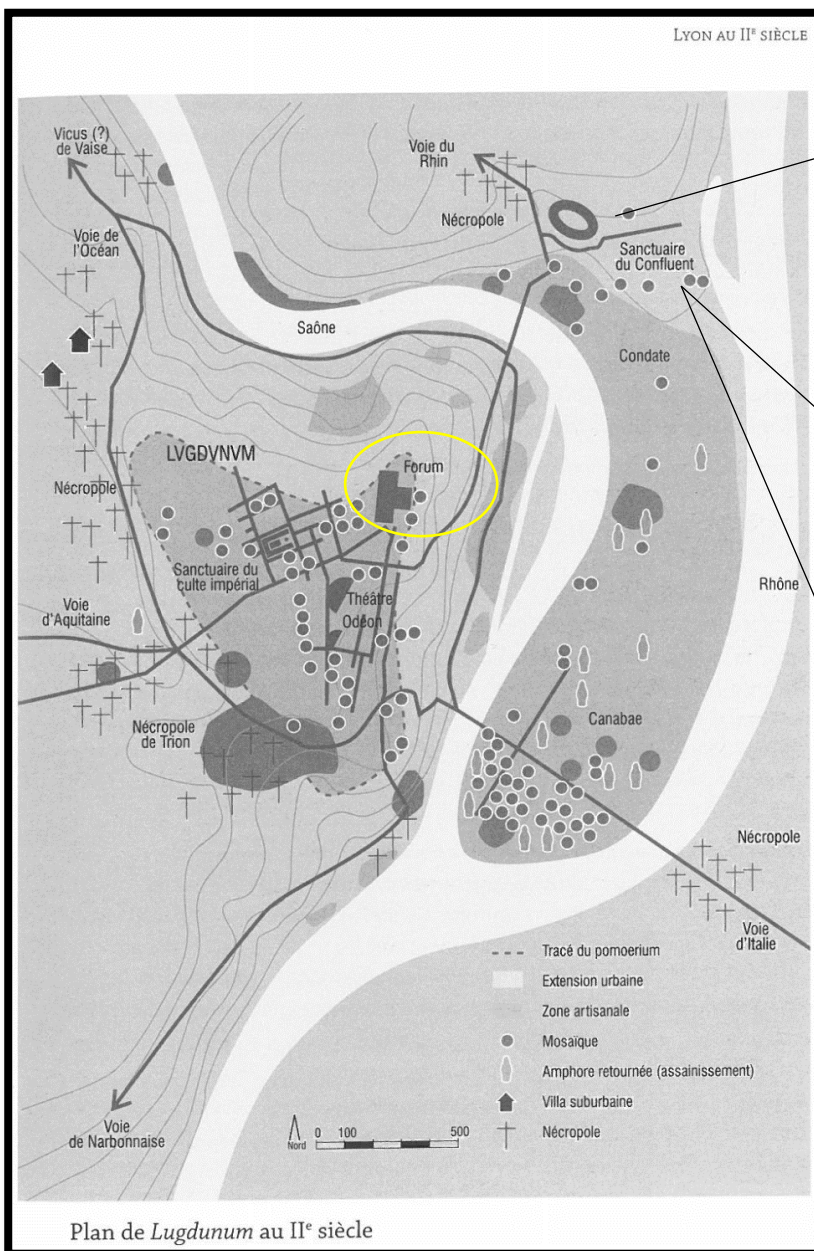 LYON AU IIE SIÈCLE
Vicus (?)
de Vaise
Voie du
Rhin
Nécropole
Voie de
l'Océan
Sanctuaire
du Confluent
Saône
Condate
LVGDVNVM
Forum
Nécropole
Sanctuaire du
culte impérial
Théâtre
Odéon
Rhône
Voie
d'Aquitaine
Nécropole
de Trion
Canabae
Nécropole
Voie
d'Italie
Tracé du pomoerium
Extension urbaine
Zone artisanale
Mosaïque
Amphore retournée (assainissement)
Villa suburbaine
Nécropole
Voie
de Narbonnaise
Nord
0 100 500
Plan de Lugdunum au IIe siècle